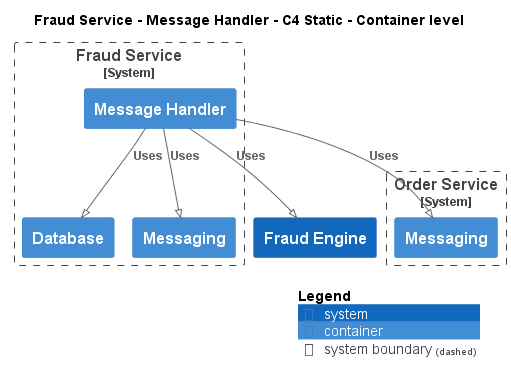 Fraud Service - Message Handler - C4 Static - Container level
Fraud Service
[System]
Message Handler
Uses
Uses
Uses
Uses
Order Service
[System]
Database
Messaging
Fraud Engine
Messaging
Legend
system
container
system boundary (dashed)